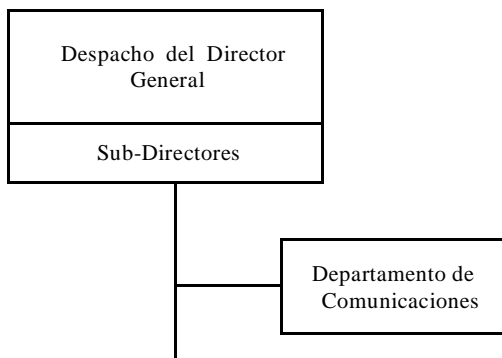 Despacho del Director
General
Sub-Directores
Departamento de
Comunicaciones